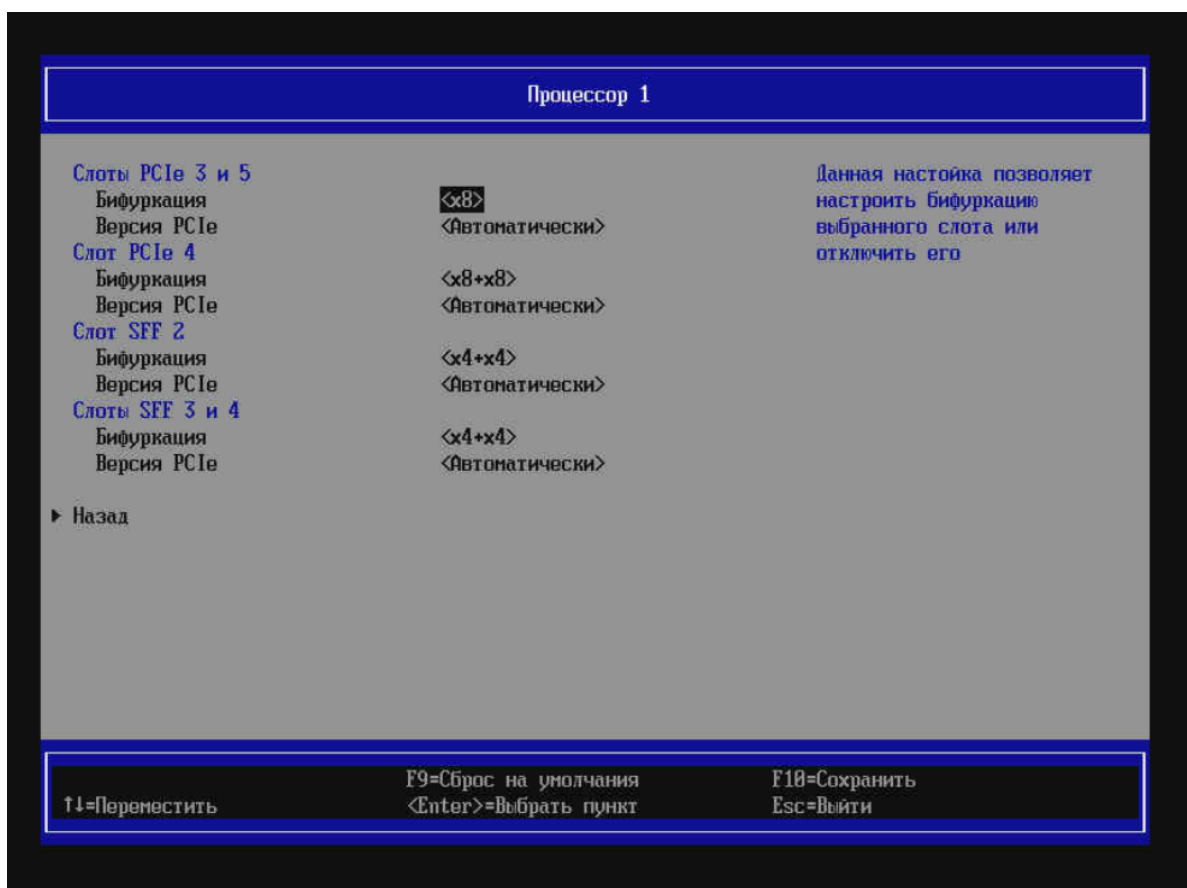 Процессор 1
Слоты PCIe 3 и 5
Бифуркация <x8>
Версия PCIe <Автоматически>
Слот PCIe 4
Бифуркация <x8+x8>
Версия PCIe <Автоматически>
Слот SFF 2
Бифуркация <x4+x4>
Версия PCIe <Автоматически>
Слоты SFF 3 и 4
Бифуркация <x4+x4>
Версия PCIe <Автоматически>
Назад
Данная настойка позволяет
настроить бифуркацию
выбранного слота или
отключить его
F9=Сброс на умолчания F10=Сохранить
↑↓=Переместить <Enter>=Выбрать пункт Esc=Выйти